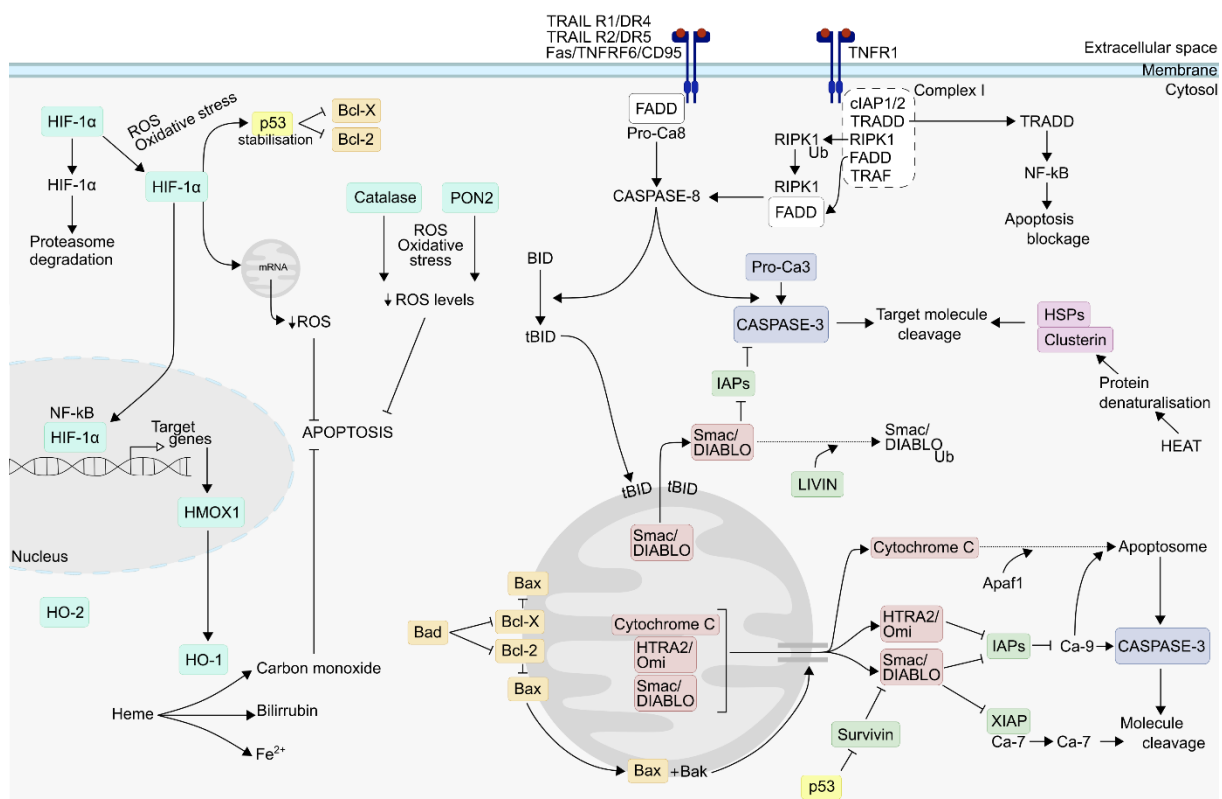 TRAIL R1/DR4
TRAIL R2/DR5
Fas/TNFRF6/CD95
TNFR1
Extracellular space
Membrane
Cytosol
HIF-1α
ROS
Oxidative stress
p53
stabilisation
Bcl-X
Bcl-2
HIF-1α
Proteasome
degradation
HIF-1α
mRNA
ROS
Catalase
PON2
ROS
Oxidative
stress
ROS levels
APOPTOSIS
FADD
Pro-Ca8
CASPASE-8
Complex I
cIAP1/2
TRADD
RIPK1
FADD
TRAF
RIPK1
Ub
RIPK1
FADD
TRADD
NF-kB
Apoptosis
blockage
BID
tBID
Pro-Ca3
CASPASE-3
Target molecule
cleavage
HSPs
Clusterin
Protein
denaturalisation
HEAT
IAPs
Smac/
DIABLO
Smac/
DIABLO
Ub
LIVIN
NF-kB
HIF-1α
Target
genes
HMOX1
Nucleus
HO-2
HO-1
Heme
Carbon monoxide
Bilirrubin
Fe2+
tBID
tBID
Smac/
DIABLO
Bad
Bax
Bcl-X
Bcl-2
Bax
Cytochrome C
HTRA2/
Omi
Smac/
DIABLO
Bax
+Bak
Cytochrome C
Apaf1
Apoptosome
HTRA2/
Omi
Smac/
DIABLO
IAPs
Ca-9
CASPASE-3
XIAP
Ca-7
Ca-7
Molecule
cleavage
Survivin
p53